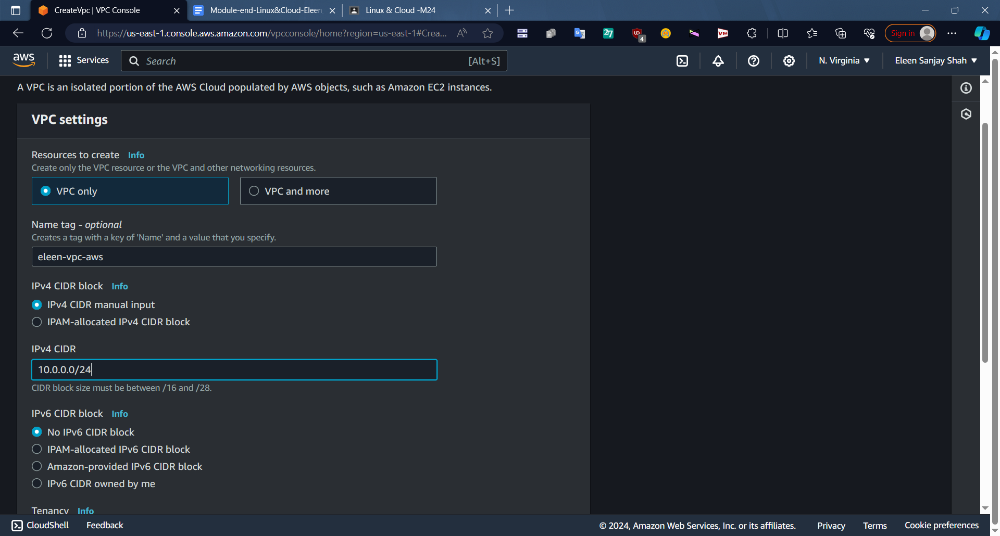 CreateVpc | VPC Console
Module-end-Linux&Cloud-Eleen
Linux & Cloud -M24
https://us-east-1.console.aws.amazon.com/vpcconsole/home?region=us-east-1#Crea...
A
27
UD
4
VM
Sign in
aws
Services
Search
[Alt+S]
N. Virginia
Eleen Sanjay Shah
A VPC is an isolated portion of the AWS Cloud populated by AWS objects, such as Amazon EC2 instances.
VPC settings
Resources to create Info
Create only the VPC resource or the VPC and other networking resources.
VPC only
VPC and more
Name tag - optional
Creates a tag with a key of 'Name' and a value that you specify.
eleen-vpc-aws
IPv4 CIDR block Info
IPv4 CIDR manual input
IPAM-allocated IPv4 CIDR block
IPv4 CIDR
10.0.0.0/24
CIDR block size must be between /16 and /28.
IPv6 CIDR block Info
No IPv6 CIDR block
IPAM-allocated IPv6 CIDR block
Amazon-provided IPv6 CIDR block
IPv6 CIDR owned by me
Tenancy Info
CloudShell
Feedback
© 2024, Amazon Web Services, Inc. or its affiliates.
Privacy
Terms
Cookie preferences